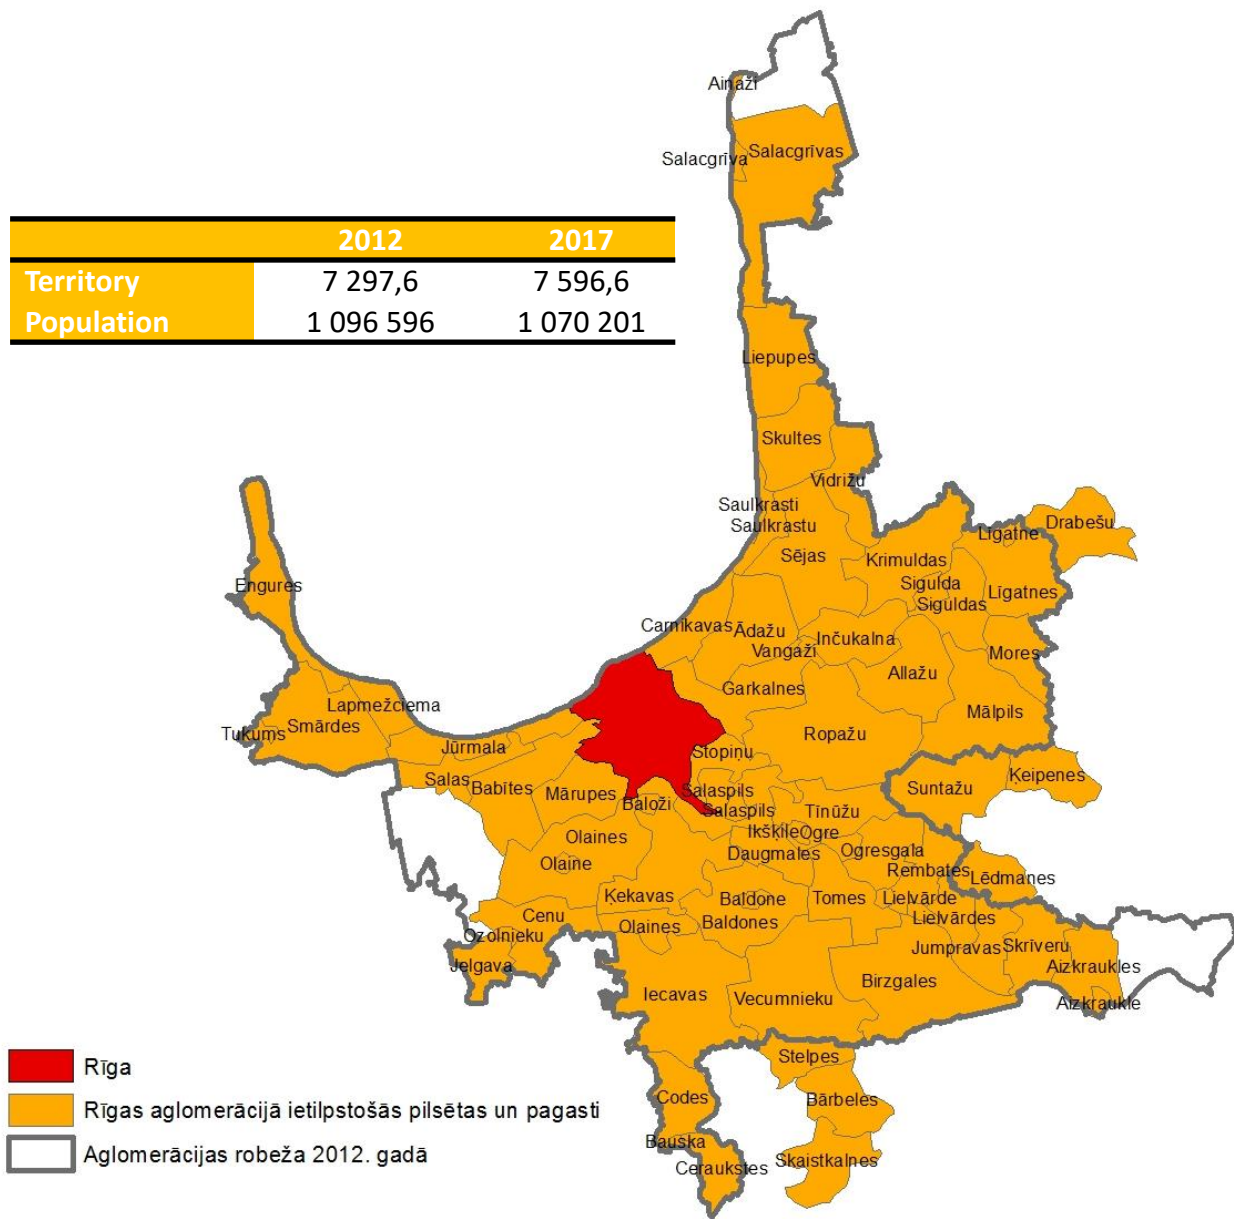 Ainaži
Salacgrīva
Salacgrīvas
2012 2017
Territory 7 297,6 7 596,6
Population 1 096 596 1 070 201
Liepupes
Skultes
Vidrižu
Saulkrasti
Saulkrastu
Drabešu
Līgatne
Sējas
Krimuldas
Sigulda
Siguldas
Līgatnes
Engures
Carnikavas
Ādažu
Inčukalna
Vangaži
Mores
Allažu
Garkalnes
Lapmežciema
Mālpils
Tukums
Smārdes
Ropažu
Jūrmala
Stopiņu
Salas
Babītes
Mārupes
Baloži
Salaspils
Salaspils
Suntažu
Ķeipenes
Tīnūžu
Ikšķile
Ogre
Olaines
Daugmales
Ogresgala
Olaine
Rembates
Lēdmanes
Ķekavas
Baldone
Tomes
Lielvārde
Cenu
Olaines
Baldones
Lielvārdes
Ozolnieku
Jumpravas
Skrīveru
Jelgava
Aizkraukles
Birzgales
Iecavas
Vecumnieku
Aizkraukle
Stelpes
Codes
Bārbeles
Bauska
Ceraukstes
Skaistkalnes
Rīga
Rīgas aglomerācijā ietilpstošās pilsētas un pagasti
Aglomerācijas robeža 2012. gadā